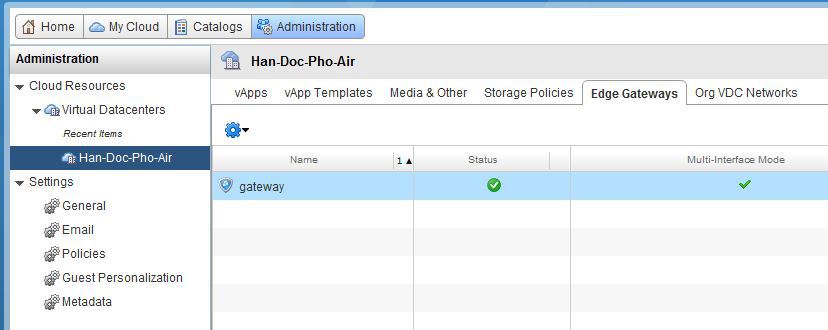 Home My Cloud Catalogs Administration
Administration
Han-Doc-Pho-Air
Cloud Resources
Virtual Datacenters
Recent Items
Han-Doc-Pho-Air
Settings
General
Email
Policies
Guest Personalization
Metadata
vApps vApp Templates Media & Other Storage Policies Edge Gateways Org VDC Networks
Name 1 ▲ Status Multi-Interface Mode
gateway